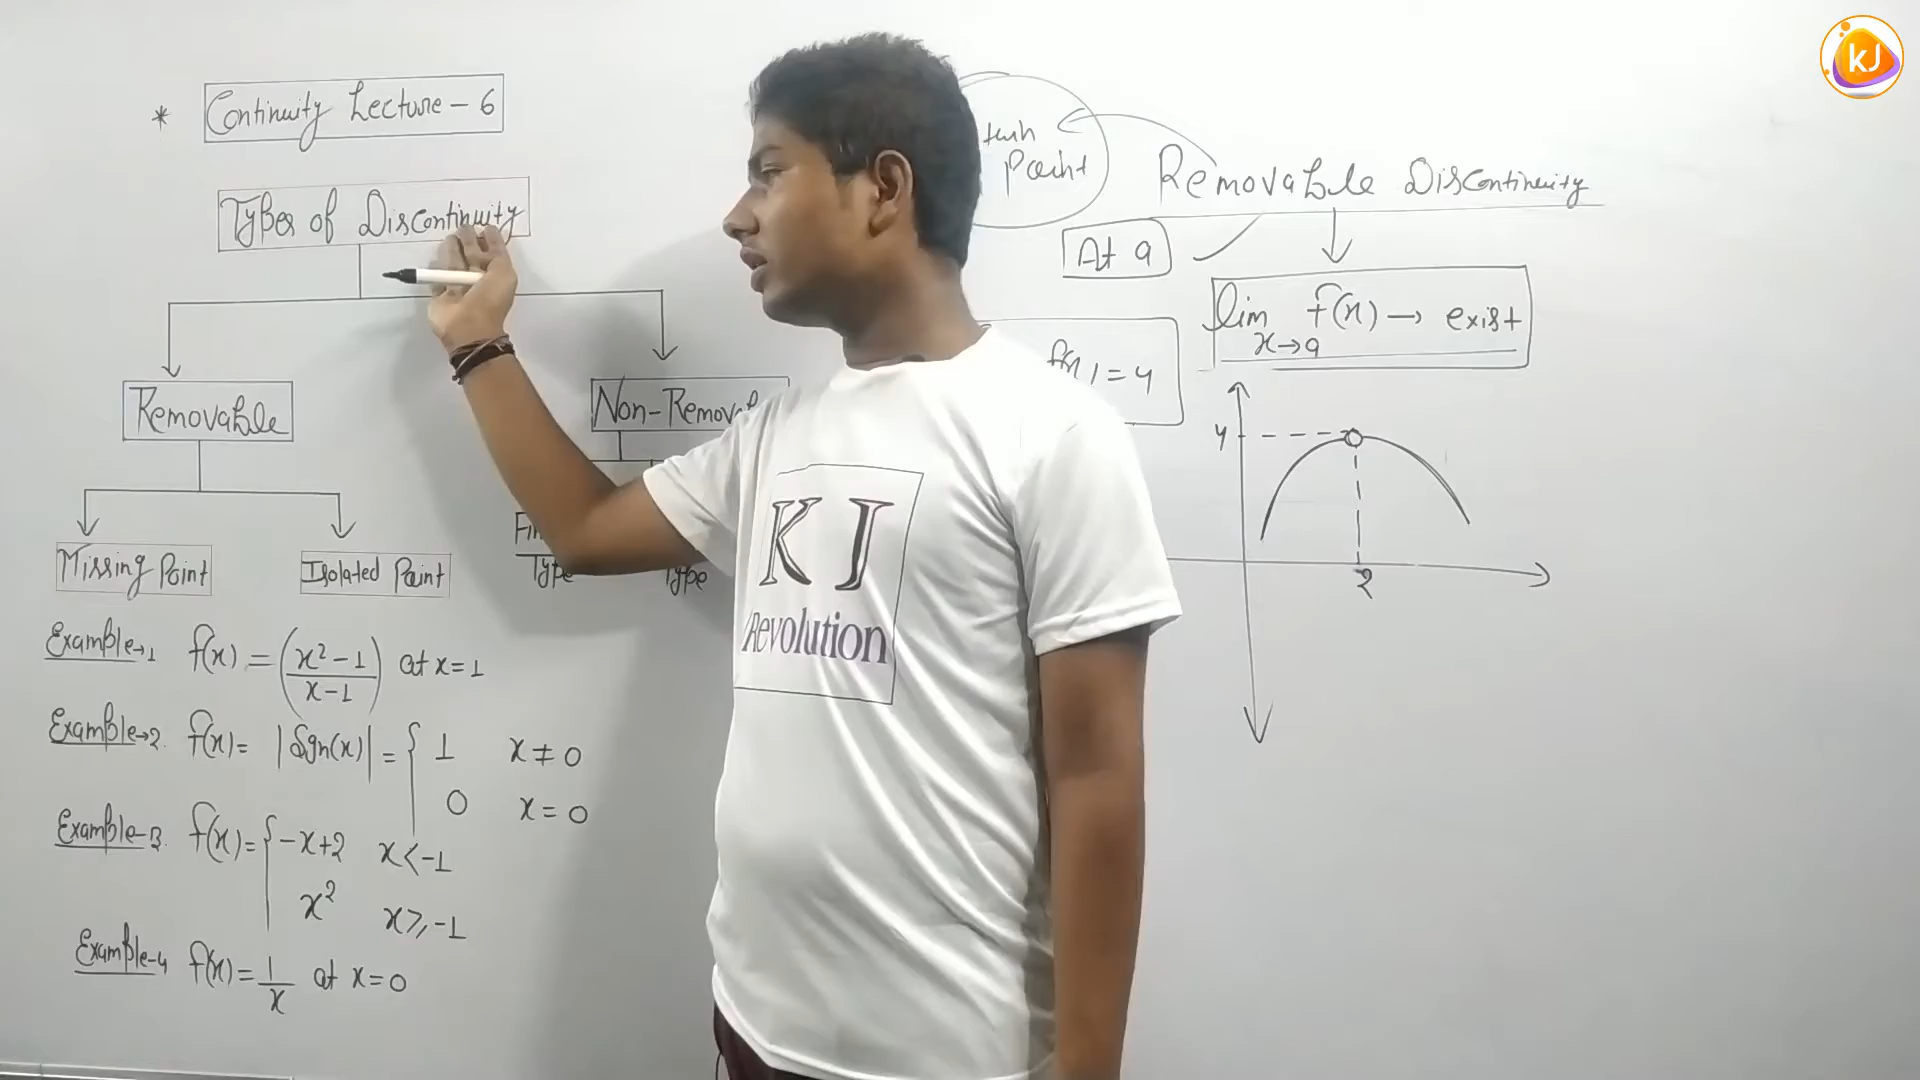 * Continuity Lecture - 6
Types of Discontinuity
Removable
Missing Point
Isolated Point
Non-Removab
Fin
Type
Type
Example→1 f(x) = (x²-1 / x-1) at x=1
Example→2. f(x)= |Sgn(x)| = { 1 x ≠ 0
0 x = 0
Example-3. f(x)= { -x+2 x<-1
x² x≥-1
Example-4 f(x)= 1/x at x=0
Point
Removable Discontinuity
At a
lim f(x) → exist
x→a
= 4
4
2
KJ
Revolution
kJ